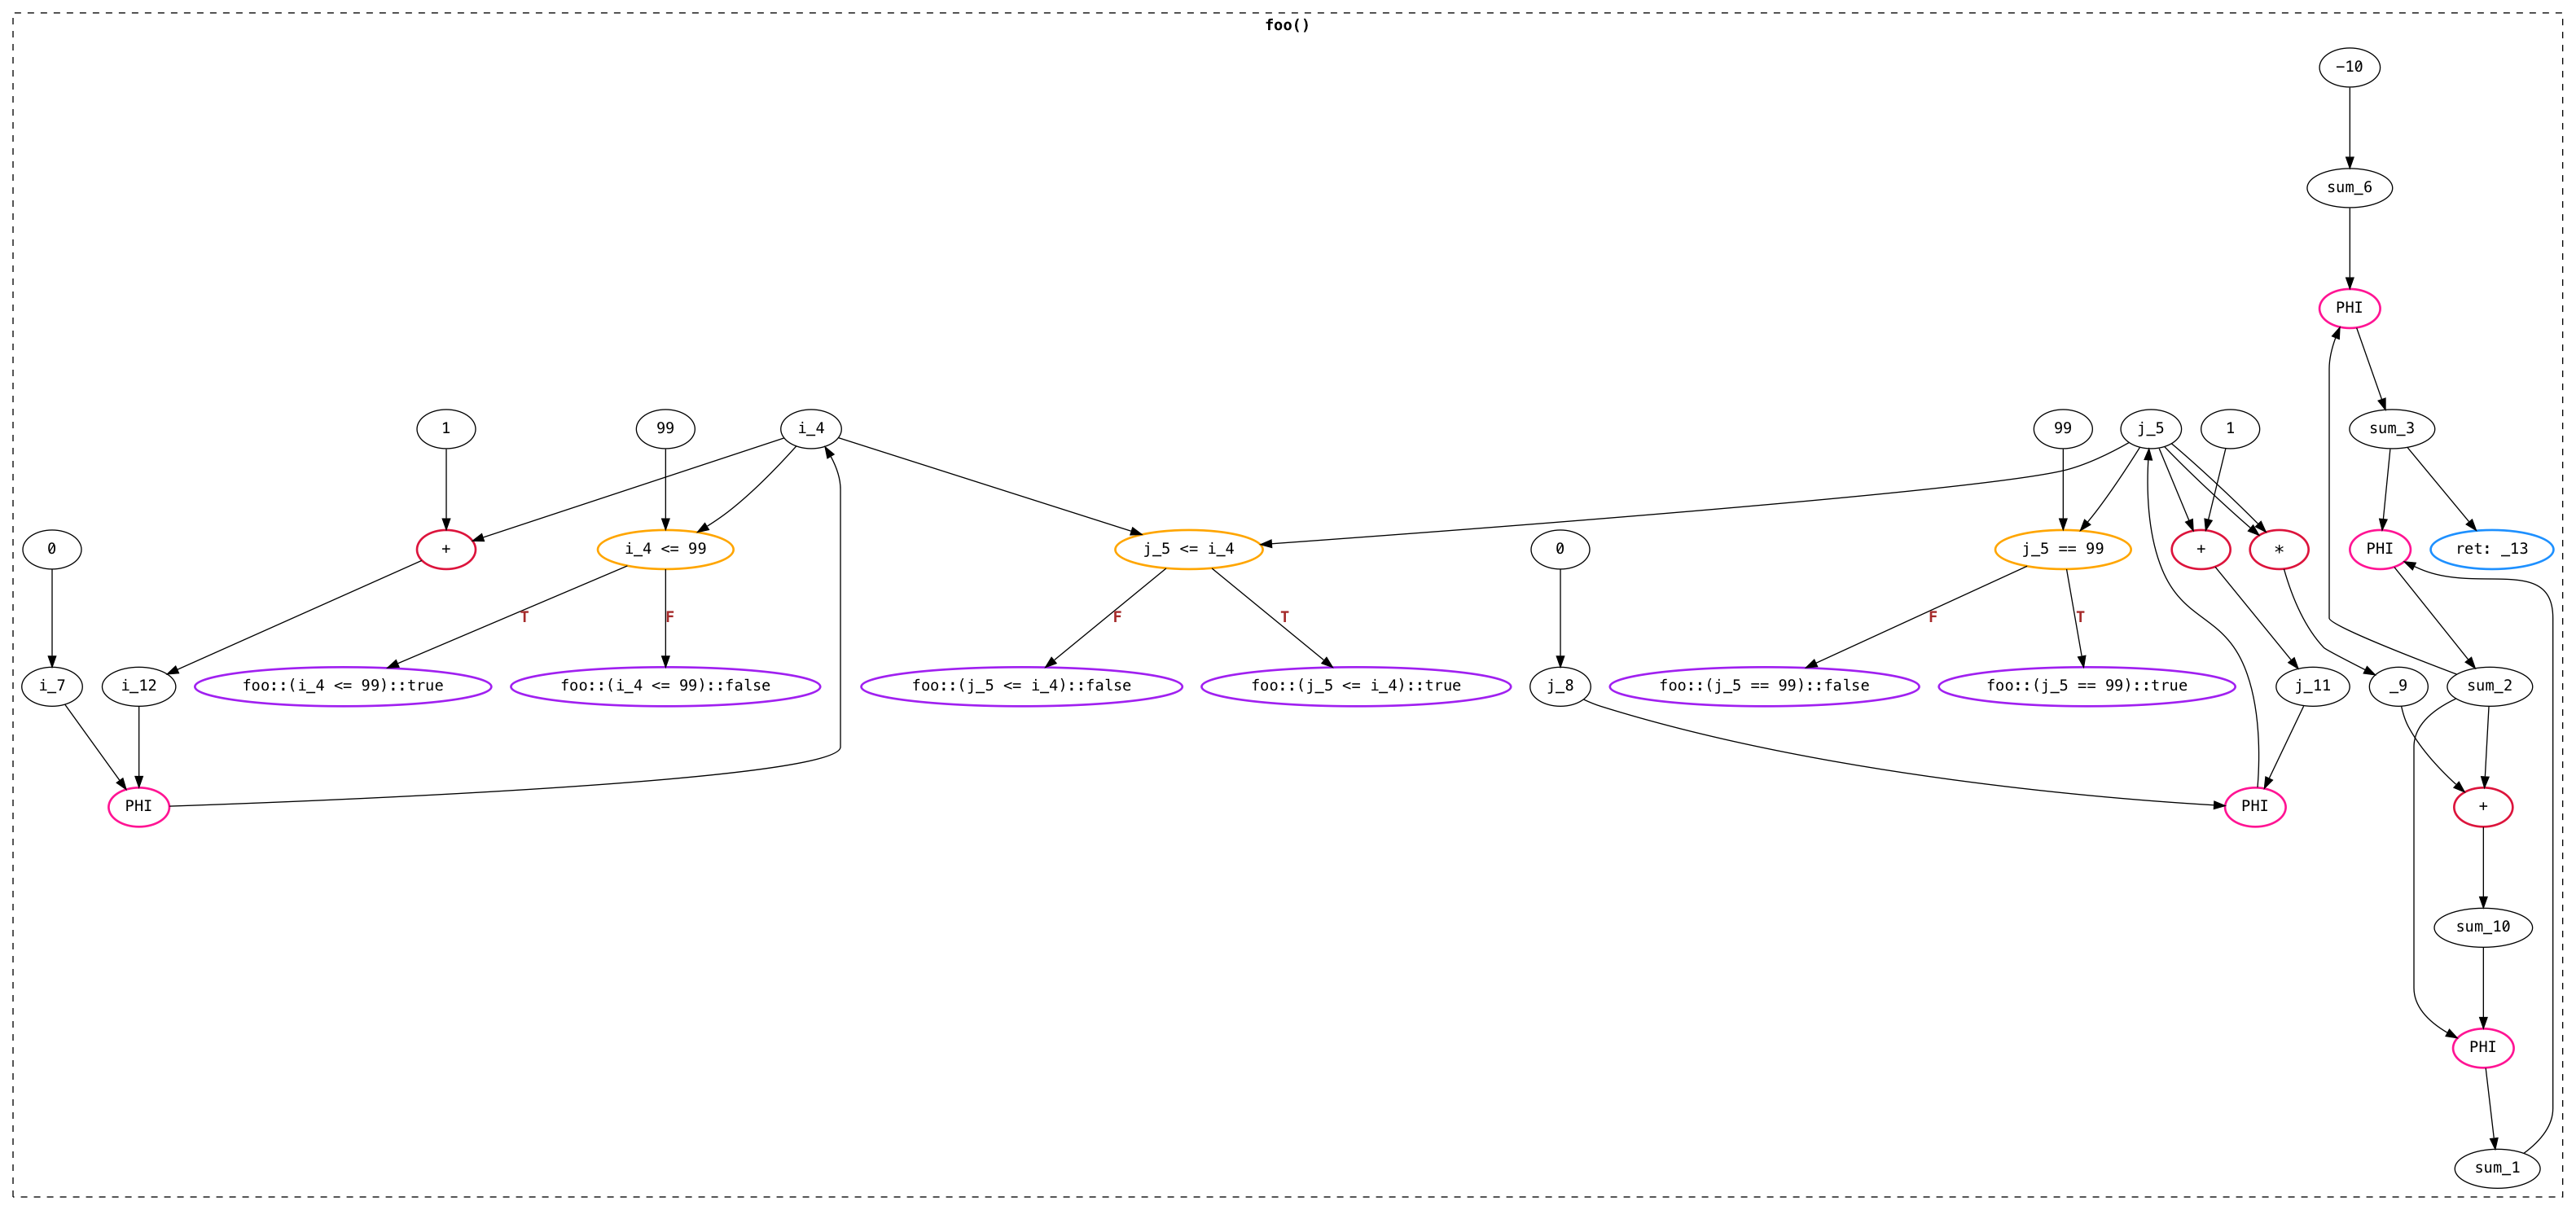 foo()
−10
sum_6
PHI
1
99
i_4
99
j_5
1
sum_3
0
+
i_4 <= 99
j_5 <= i_4
0
j_5 == 99
+
*
PHI
ret: _13
T
F
F
T
F
T
i_7
i_12
foo::(i_4 <= 99)::true
foo::(i_4 <= 99)::false
foo::(j_5 <= i_4)::false
foo::(j_5 <= i_4)::true
j_8
foo::(j_5 == 99)::false
foo::(j_5 == 99)::true
j_11
_9
sum_2
PHI
PHI
+
sum_10
PHI
sum_1